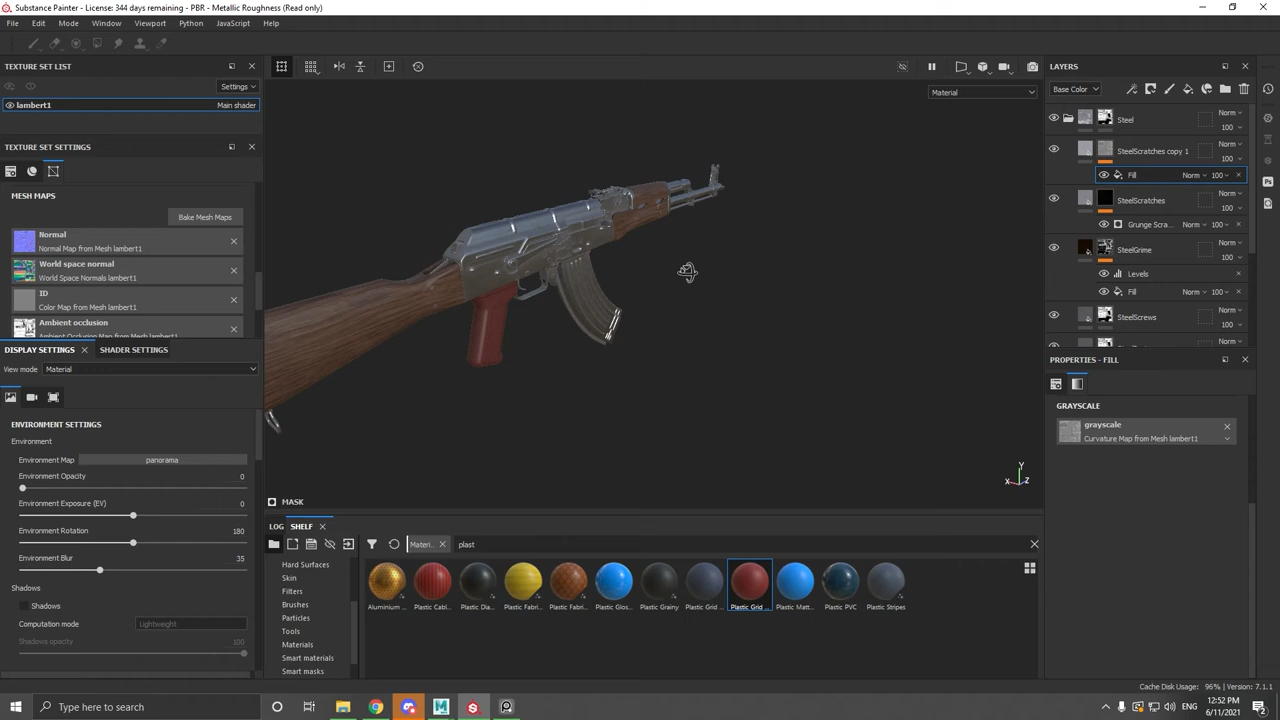 Substance Painter - License: 344 days remaining - PBR - Metallic Roughness (Read only)
File Edit Mode Window Viewport Python JavaScript Help
TEXTURE SET LIST
Settings
lambert1 Main shader
TEXTURE SET SETTINGS
MESH MAPS
Bake Mesh Maps
Normal
Normal Map from Mesh lambert1
World space normal
World Space Normals lambert1
ID
Color Map from Mesh lambert1
Ambient occlusion
Ambient Occlusion Map from Mesh lambert1
DISPLAY SETTINGS SHADER SETTINGS
View mode Material
ENVIRONMENT SETTINGS
Environment
Environment Map panorama
Environment Opacity 0
Environment Exposure (EV) 0
Environment Rotation 180
Environment Blur 35
Shadows
Shadows
Computation mode Lightweight
Shadows opacity 100
Material
Y
X Z
MASK
LOG SHELF
Materi... plast
Hard Surfaces
Skin
Filters
Brushes
Particles
Tools
Materials
Smart materials
Smart masks
Aluminium ... Plastic Cabl... Plastic Dia... Plastic Fabri... Plastic Fabri... Plastic Glos... Plastic Grainy Plastic Grid ... Plastic Grid ... Plastic Matt... Plastic PVC Plastic Stripes
LAYERS
Base Color
Steel Norm
100
SteelScratches copy 1 Norm
100
Fill Norm 100
SteelScratches Norm
100
Grunge Scra...
SteelGrime Norm
100
Levels
Fill Norm 100
SteelScrews Norm
100
PROPERTIES - FILL
GRAYSCALE
grayscale
Curvature Map from Mesh lambert1
Cache Disk Usage: 96% | Version: 7.1.1
Type here to search
ENG
12:52 PM
6/11/2021
2